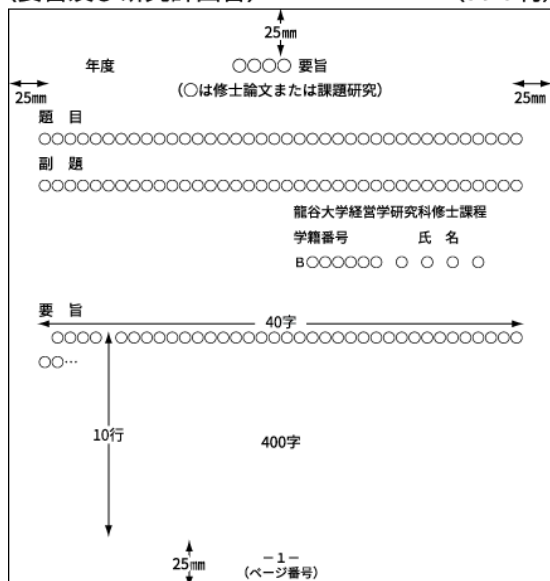 25mm
年度 ○○○○ 要旨
(○は修士論文または課題研究)
25mm 25mm
題 目
○○○○○○○○○○○○○○○○○○○○○○○○○○○○○○○○○○○○○○
副 題
○○○○○○○○○○○○○○○○○○○○○○○○○○○○○○○○○○○○○○
龍谷大学経営学研究科修士課程
学籍番号 氏 名
B○○○○○○ ○ ○ ○ ○
要 旨
40字
○○○○ ○○○○○○○○○○○○○○○○○○○○○○○○○○○○○○○○
○○…
10行 400字
25mm
-1-
(ページ番号)